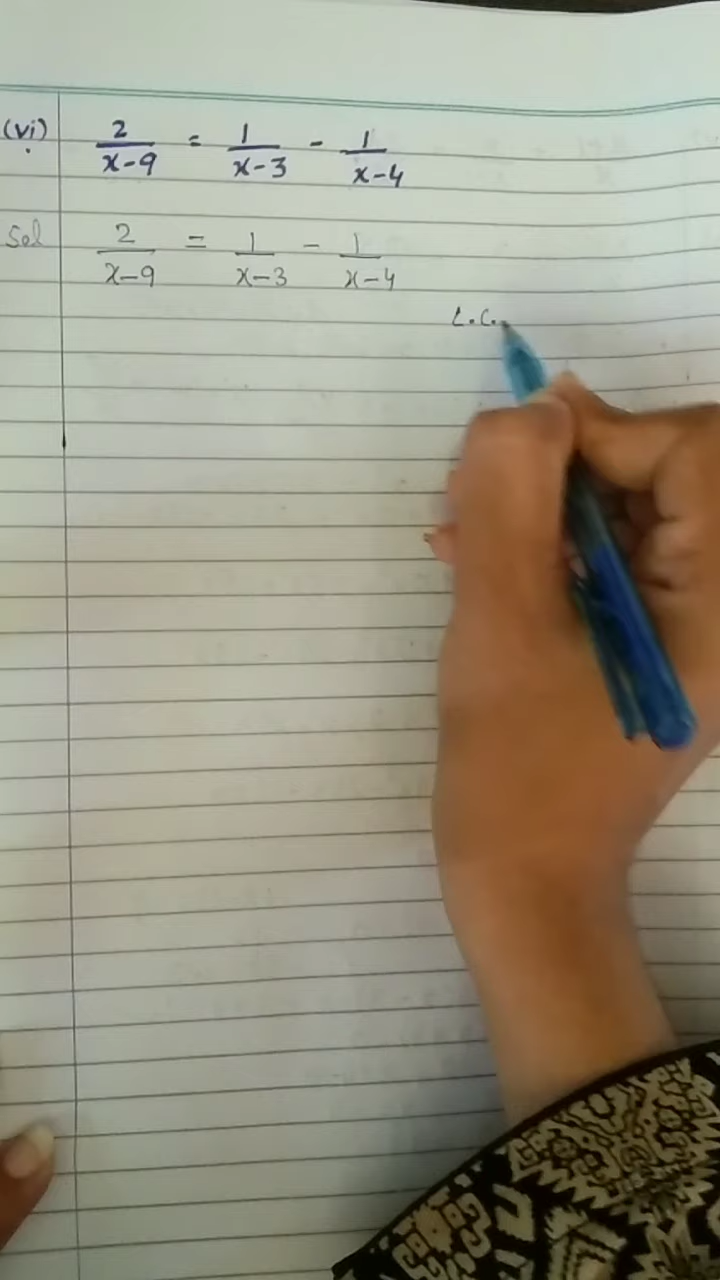 (vi) 2/(x-9) = 1/(x-3) - 1/(x-4)
Sol 2/(x-9) = 1/(x-3) - 1/(x-4)
L.C.